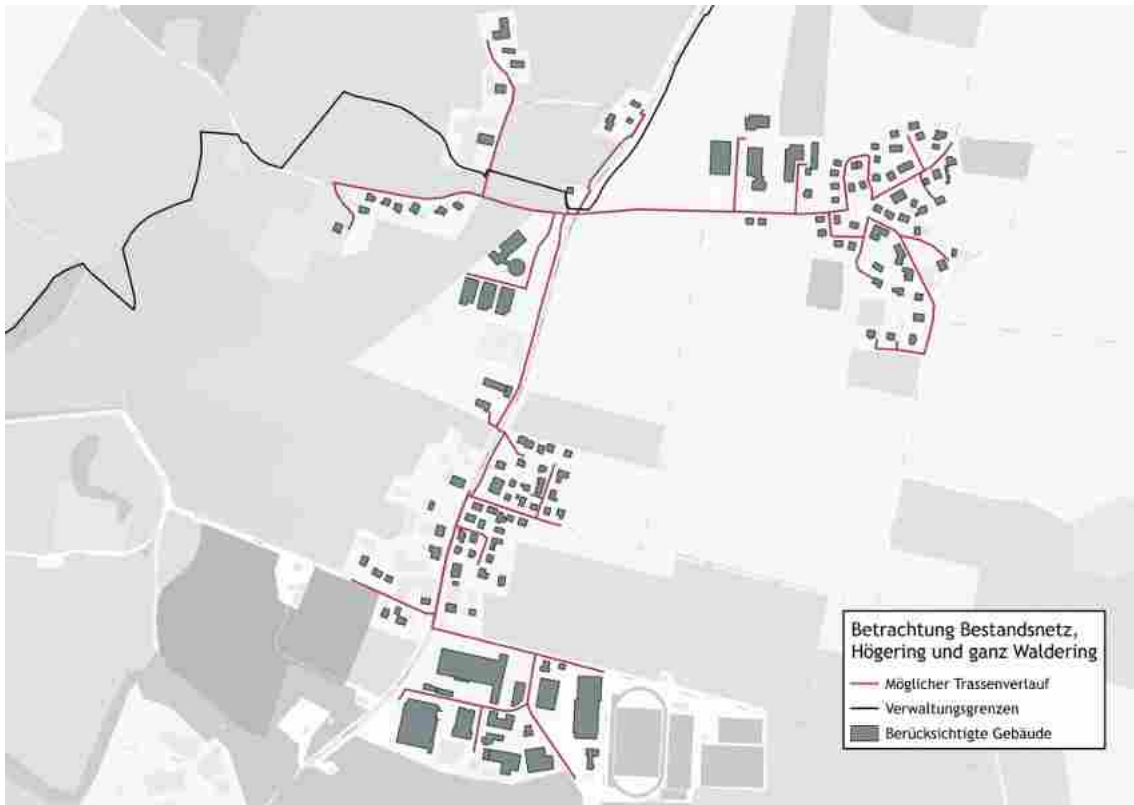 Betrachtung Bestandsnetz,
Högering und ganz Waldering
Möglicher Trassenverlauf
Verwaltungsgrenzen
Berücksichtigte Gebäude